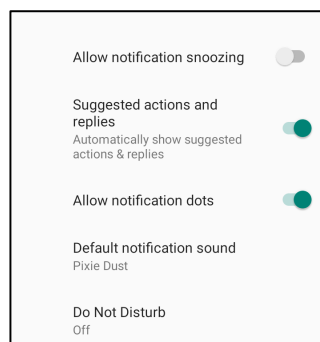 Allow notification snoozing
Suggested actions and
replies
Automatically show suggested
actions & replies
Allow notification dots
Default notification sound
Pixie Dust
Do Not Disturb
Off